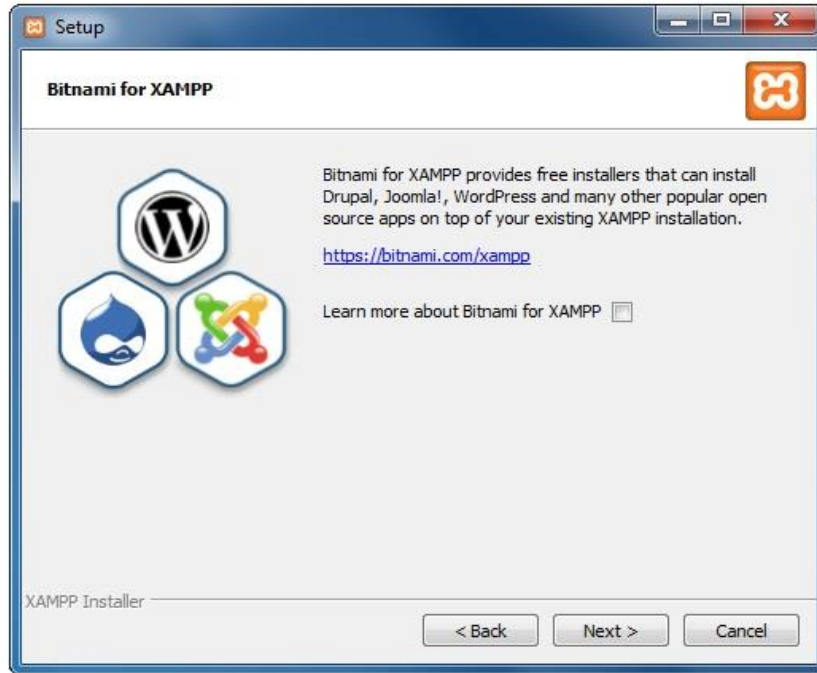 Setup
Bitnami for XAMPP
Bitnami for XAMPP provides free installers that can install
Drupal, Joomla!, WordPress and many other popular open
source apps on top of your existing XAMPP installation.
https://bitnami.com/xampp
Learn more about Bitnami for XAMPP
XAMPP Installer
< Back Next > Cancel